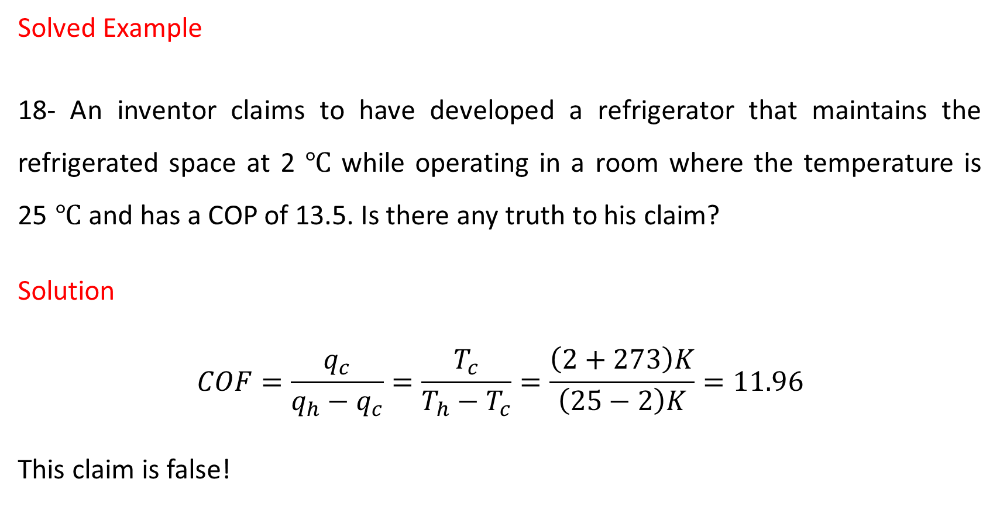 Solved Example
18- An inventor claims to have developed a refrigerator that maintains the
refrigerated space at 2 ℃ while operating in a room where the temperature is
25 ℃ and has a COP of 13.5. Is there any truth to his claim?
Solution
COF = q_c / (q_h − q_c) = T_c / (T_h − T_c) = (2 + 273)K / (25 − 2)K = 11.96
This claim is false!